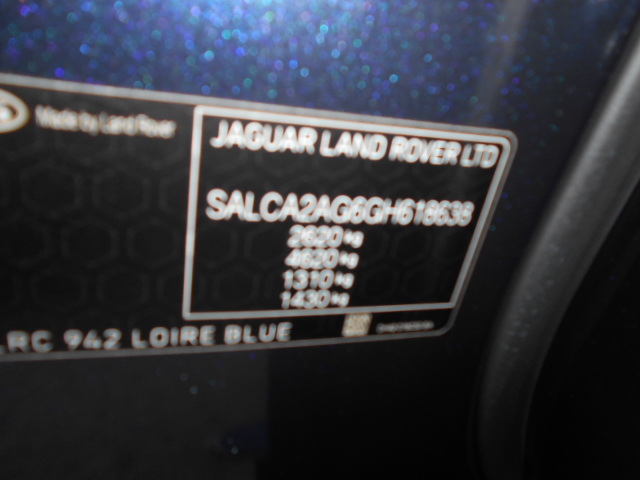 Made by Land Rover
JAGUAR LAND ROVER LTD
SALCA2AG6GH618638
2620 kg
4620 kg
1310 kg
1430 kg
LRC 942 LOIRE BLUE